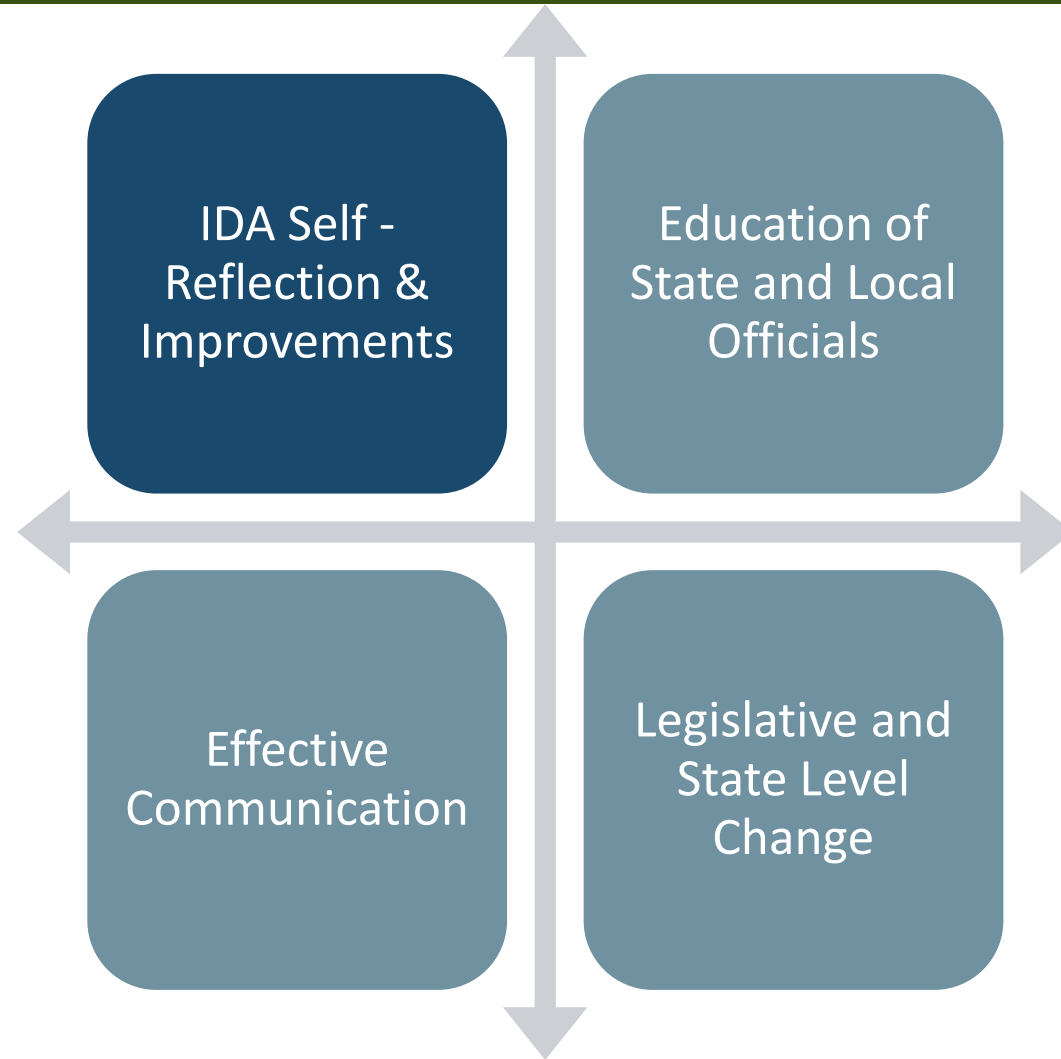 IDA Self -
Reflection &
Improvements
Education of
State and Local
Officials
Effective
Communication
Legislative and
State Level
Change